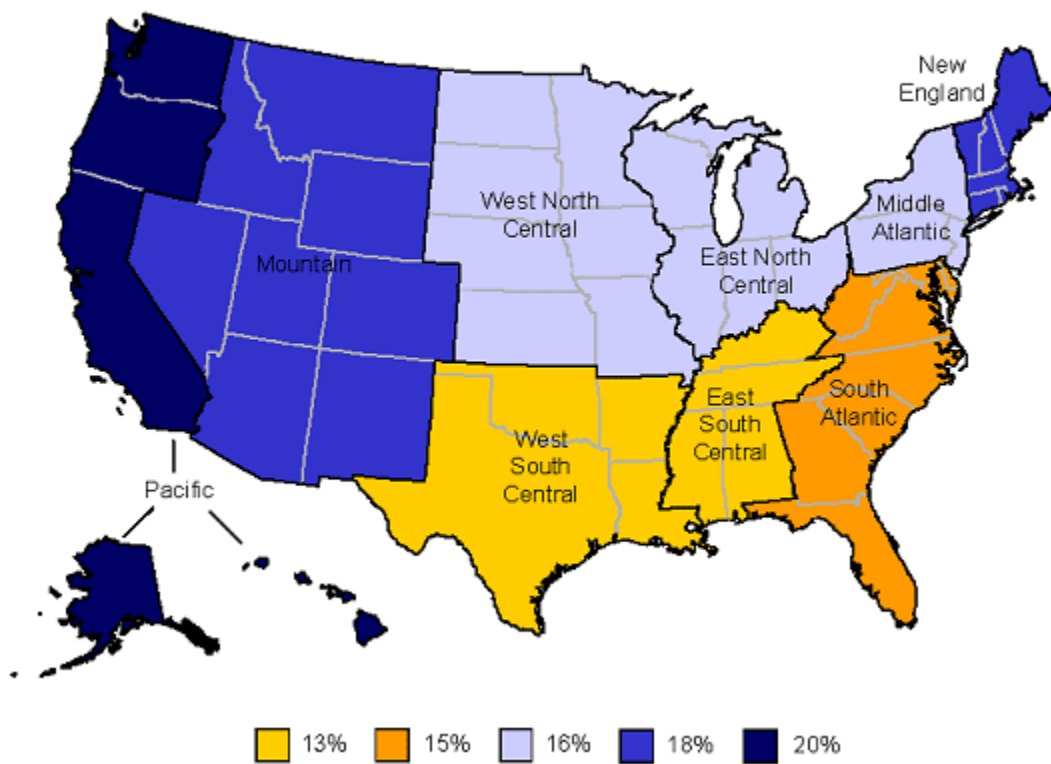 New
England
West North
Central
Middle
Atlantic
East North
Central
Mountain
East
South
Central
South
Atlantic
West
South
Central
Pacific
13%
15%
16%
18%
20%